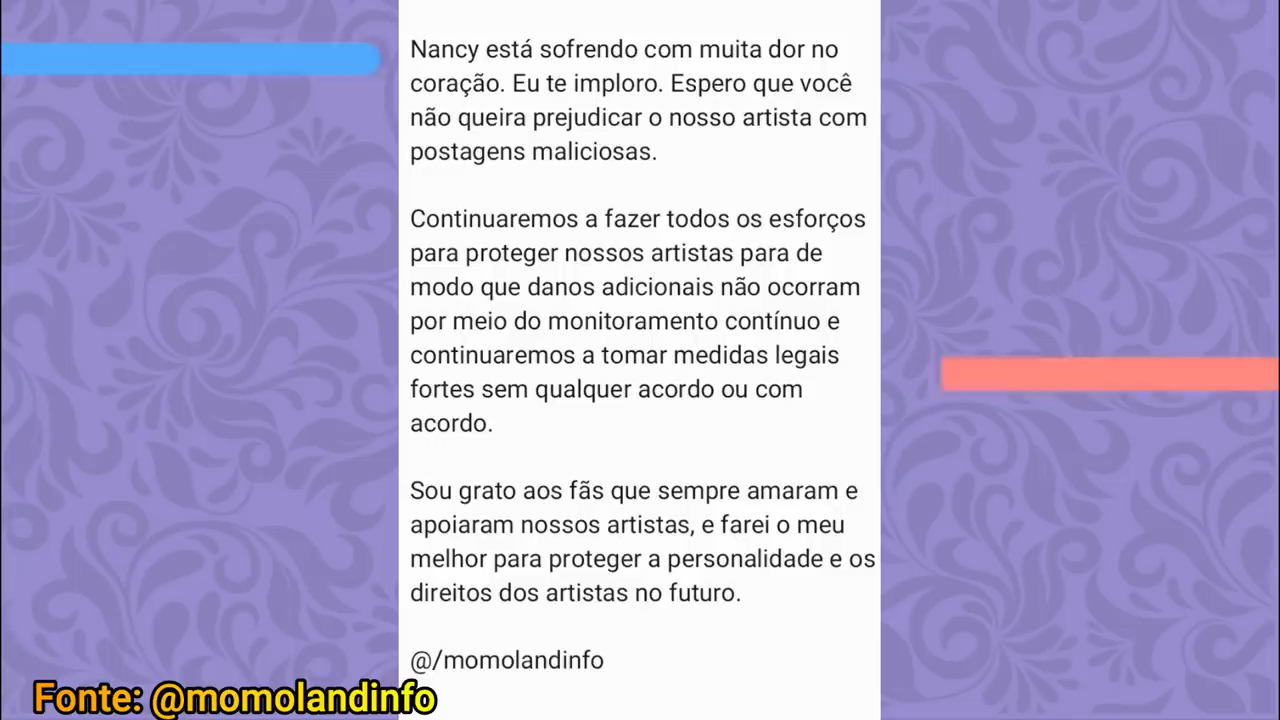 Nancy está sofrendo com muita dor no
coração. Eu te imploro. Espero que você
não queira prejudicar o nosso artista com
postagens maliciosas.
Continuaremos a fazer todos os esforços
para proteger nossos artistas para de
modo que danos adicionais não ocorram
por meio do monitoramento contínuo e
continuaremos a tomar medidas legais
fortes sem qualquer acordo ou com
acordo.
Sou grato aos fãs que sempre amaram e
apoiaram nossos artistas, e farei o meu
melhor para proteger a personalidade e os
direitos dos artistas no futuro.
@/momolandinfo
Fonte: @momolandinfo